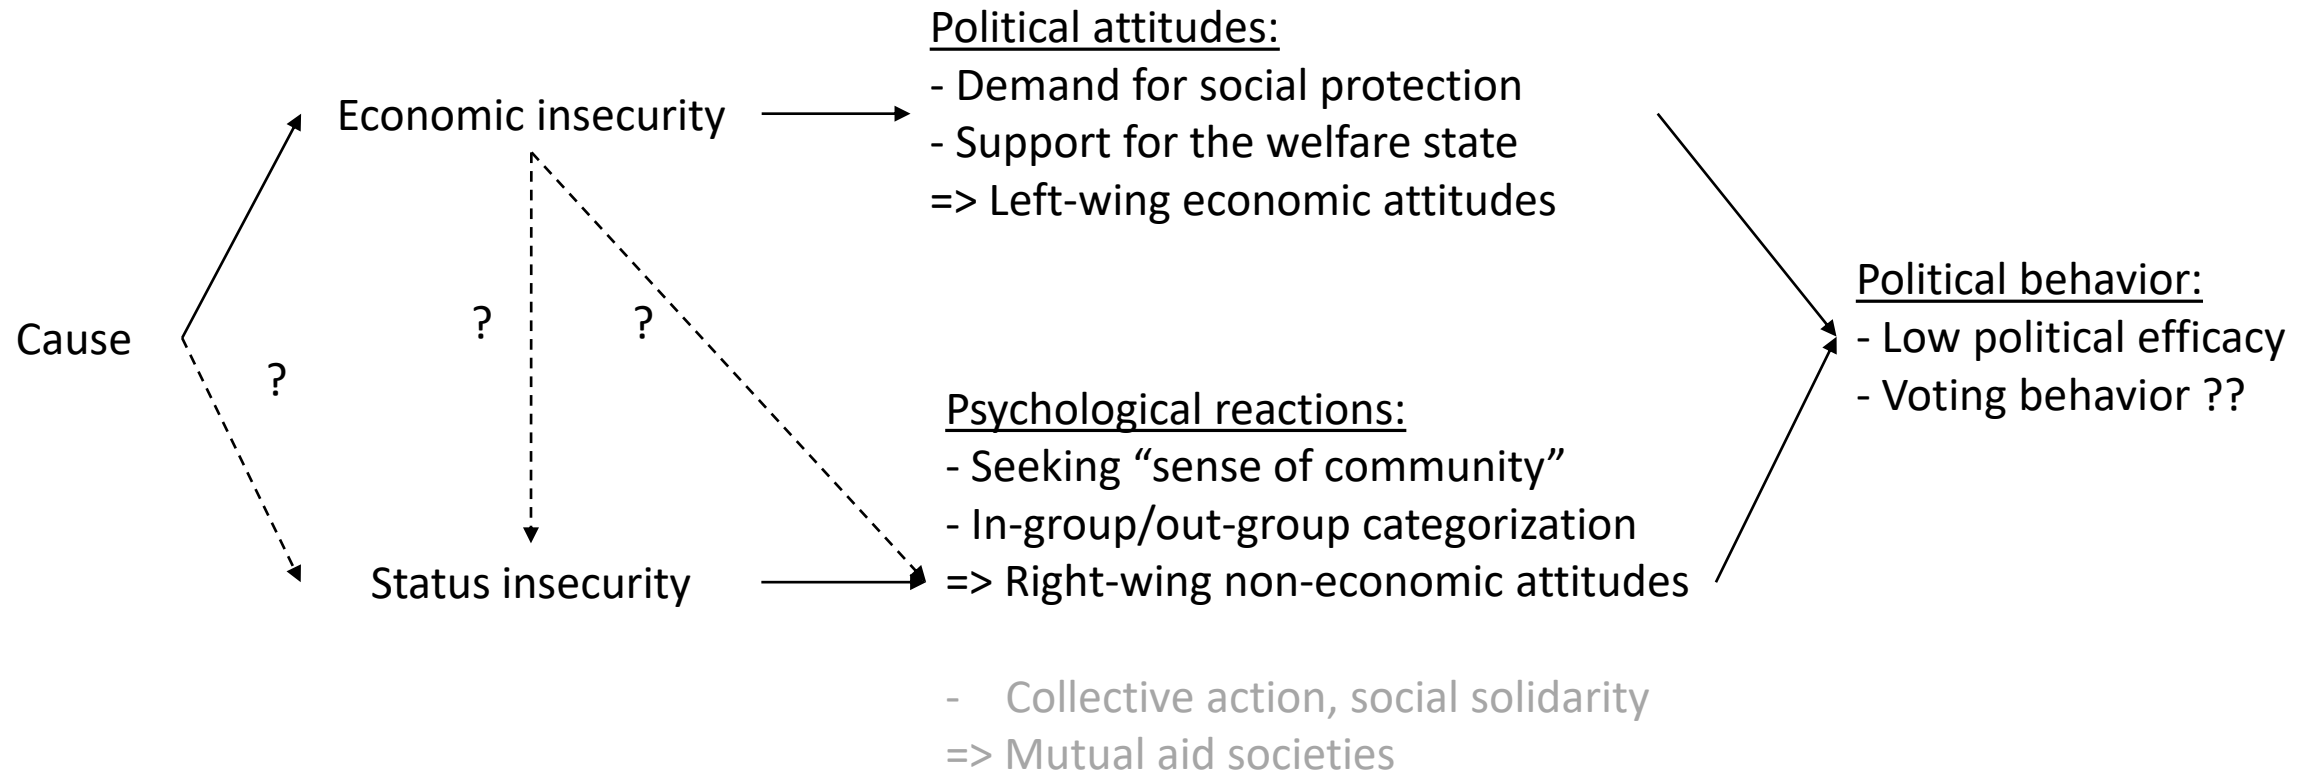 Political attitudes:
- Demand for social protection
- Support for the welfare state
=> Left-wing economic attitudes
Economic insecurity
Cause
?
?
?
Status insecurity
Psychological reactions:
- Seeking “sense of community”
- In-group/out-group categorization
=> Right-wing non-economic attitudes
- Collective action, social solidarity
=> Mutual aid societies
Political behavior:
- Low political efficacy
- Voting behavior ??